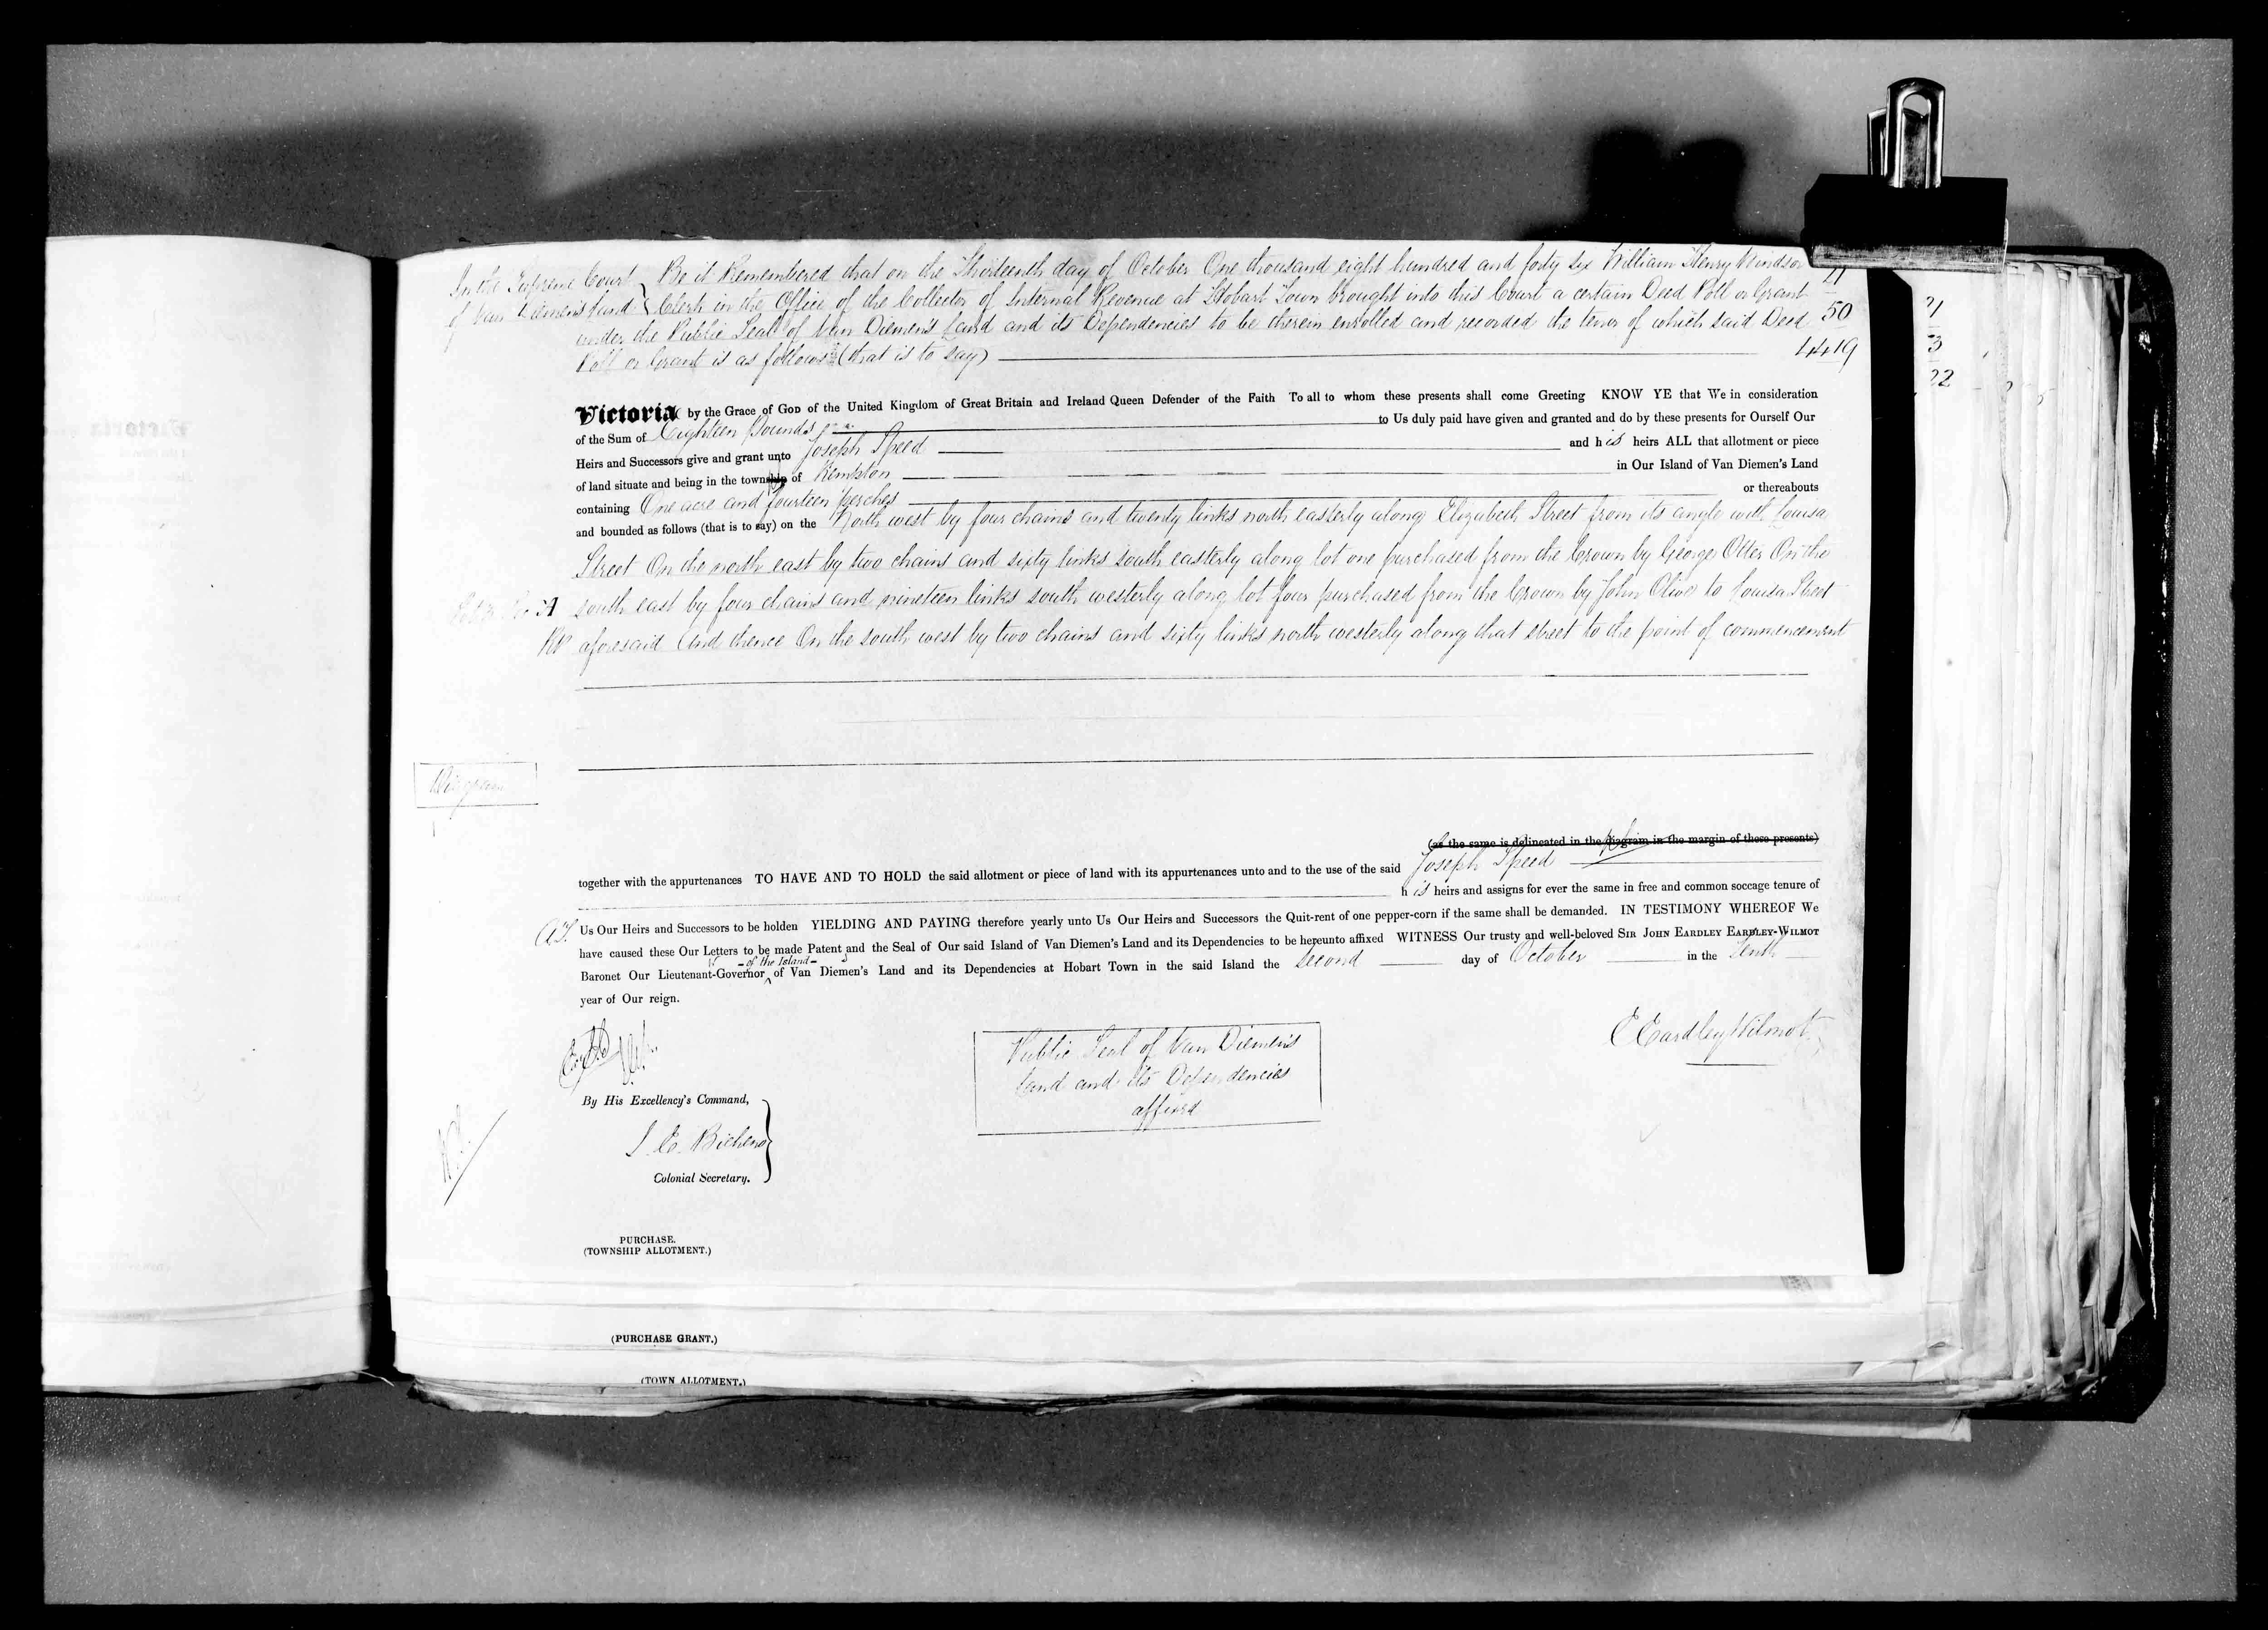 In the Supreme Court of Van Diemen's Land
Be it Remembered that on the Thirteenth day of October One thousand eight hundred and forty six William Henry Windsor
Clerk in the Office of the Collector of Internal Revenue at Hobart Town brought into this Court a certain Deed Poll or Grant
under the Public Seal of Van Diemen's Land and its Dependencies to be therein enrolled and recorded the tenor of which said Deed
Poll or Grant is as follows (that is to say)
21
50
1419
Victoria by the Grace of GOD of the United Kingdom of Great Britain and Ireland Queen Defender of the Faith To all to whom these presents shall come Greeting KNOW YE that We in consideration
of the Sum of Eighteen Pounds to Us duly paid have given and granted and do by these presents for Ourself Our
Heirs and Successors give and grant unto Joseph Speed and his heirs ALL that allotment or piece
of land situate and being in the township of Kempton in Our Island of Van Diemen's Land
containing One acre and fourteen perches or thereabouts
and bounded as follows (that is to say) on the North west by four chains and twenty links north easterly along Elizabeth Street from its angle with Louisa
Street On the north east by two chains and sixty links south easterly along lot one purchased from the Crown by George Otter On the
south east by four chains and nineteen links south westerly along lot four purchased from the Crown by John Olive to Louisa Street
aforesaid And thence On the south west by two chains and sixty links north westerly along that street to the point of commencement
Diagram
(as the same is delineated in the diagram in the margin of these presents)
together with the appurtenances TO HAVE AND TO HOLD the said allotment or piece of land with its appurtenances unto and to the use of the said Joseph Speed
his heirs and assigns for ever the same in free and common soccage tenure of
Us Our Heirs and Successors to be holden YIELDING AND PAYING therefore yearly unto Us Our Heirs and Successors the Quit-rent of one pepper-corn if the same shall be demanded. IN TESTIMONY WHEREOF We
have caused these Our Letters to be made Patent and the Seal of Our said Island of Van Diemen's Land and its Dependencies to be hereunto affixed WITNESS Our trusty and well-beloved SIR JOHN EARDLEY EARDLEY-WILMOT
-of the Island-
Baronet Our Lieutenant-Governor of Van Diemen's Land and its Dependencies at Hobart Town in the said Island the second day of October in the Tenth
year of Our reign.
E Eardley Wilmot
Public Seal of Van Diemen's
Land and its Dependencies
affixed
By His Excellency's Command,
J. E. Bicheno
Colonial Secretary.
PURCHASE.
(TOWNSHIP ALLOTMENT.)
(PURCHASE GRANT.)
(TOWN ALLOTMENT.)